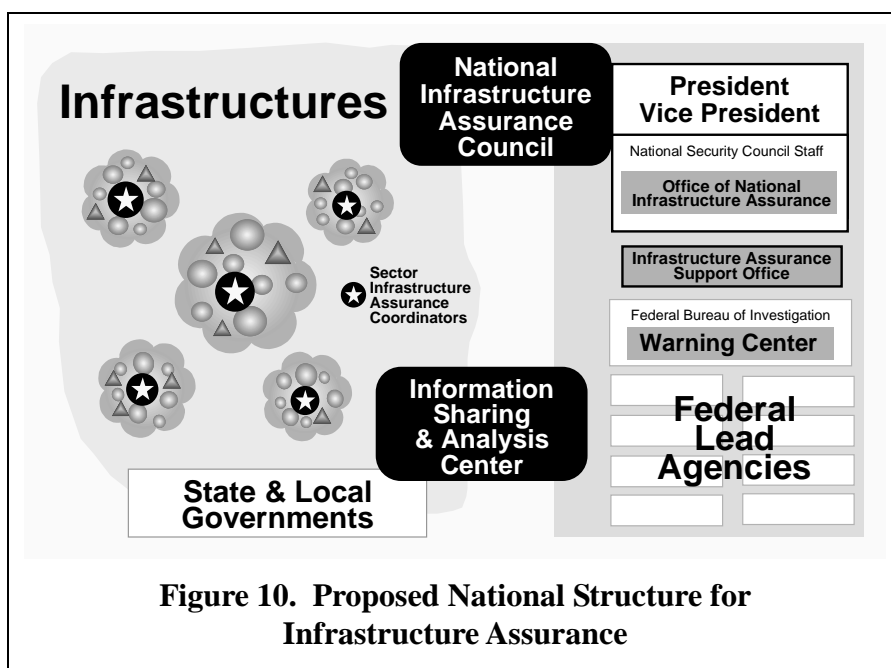 Infrastructures
National
Infrastructure
Assurance
Council
President
Vice President
National Security Council Staff
Office of National
Infrastructure Assurance
Infrastructure Assurance
Support Office
Sector
Infrastructure
Assurance
Coordinators
Federal Bureau of Investigation
Warning Center
Information
Sharing
& Analysis
Center
Federal
Lead
Agencies
State & Local
Governments
Figure 10. Proposed National Structure for
Infrastructure Assurance